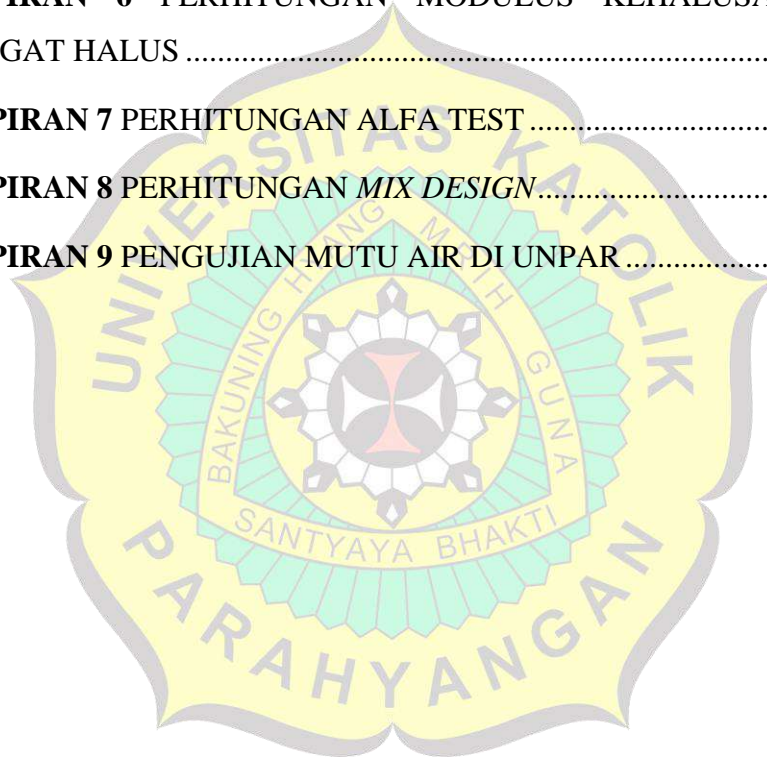 PIRAN 6 PERHITUNGAN MODULUS KEHALUSA
GAT HALUS ..........................................................................
PIRAN 7 PERHITUNGAN ALFA TEST ..............................
PIRAN 8 PERHITUNGAN MIX DESIGN .............................
PIRAN 9 PENGUJIAN MUTU AIR DI UNPAR ..................
UNIVERSITAS KATOLIK
PARAHYANGAN
BAKUNING HYANG MRIH GUNA
SANTYAYA BHAKTI